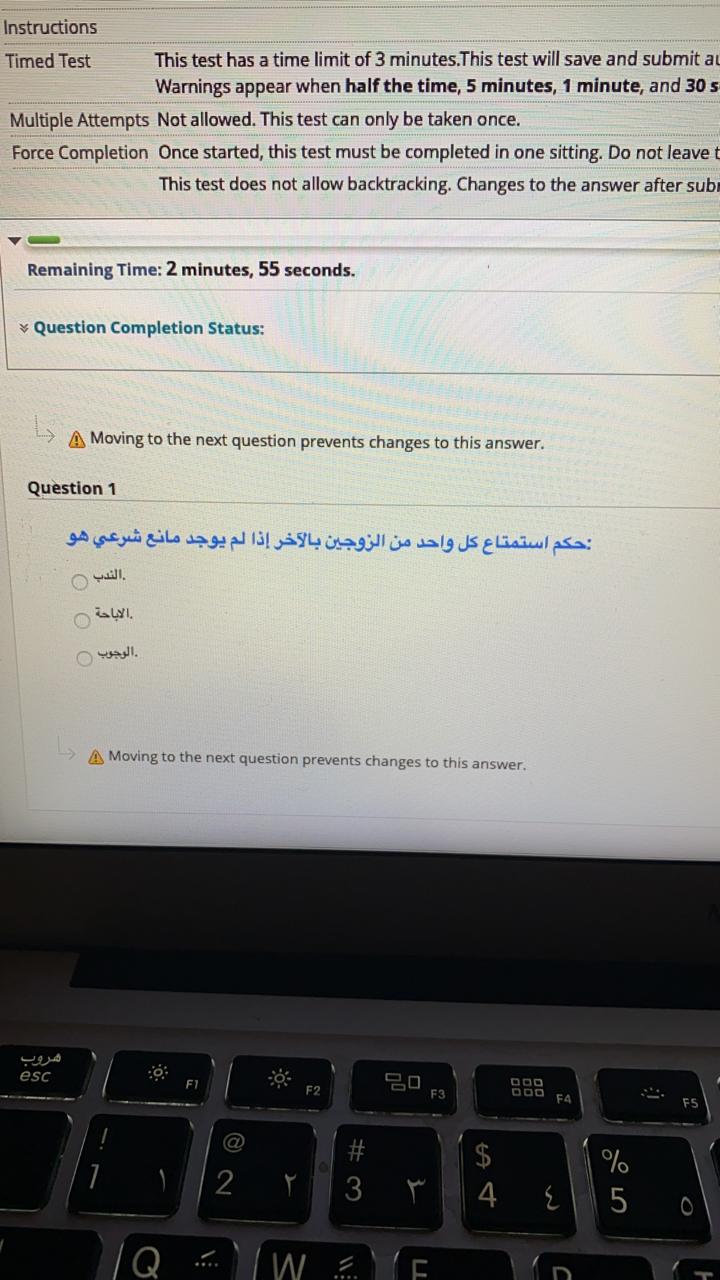 Instructions
Timed Test This test has a time limit of 3 minutes.This test will save and submit
Warnings appear when half the time, 5 minutes, 1 minute, and 30
Multiple Attempts Not allowed. This test can only be taken once.
Force Completion Once started, this test must be completed in one sitting. Do not leave
This test does not allow backtracking. Changes to the answer after
Remaining Time: 2 minutes, 55 seconds.
Question Completion Status:
Moving to the next question prevents changes to this answer.
Question 1
حكم استمتاع كل واحد من الزوجين بالآخر إذا لم يوجد مانع شرعي هو:
الندب.
الاباحة.
الوجوب.
Moving to the next question prevents changes to this answer.
هروب
esc F1 F2 F3 F4 F5
! @ # $ %
1 ١ 2 ٢ 3 ٣ 4 ٤ 5 ٥
Q W